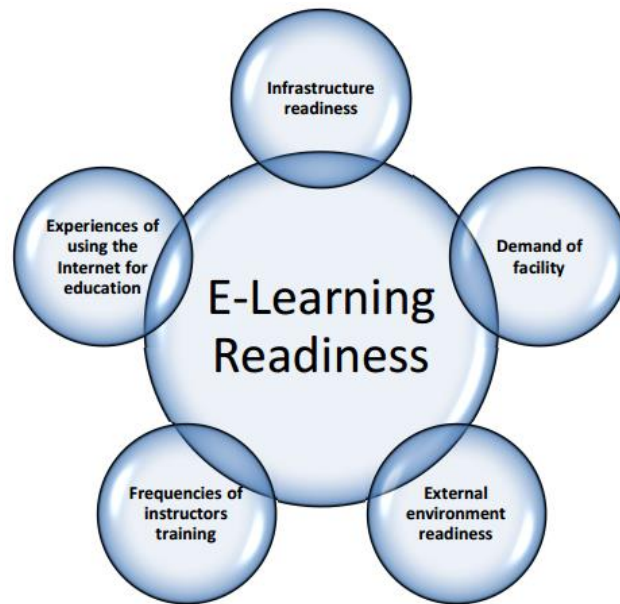 Infrastructure
readiness
Experiences of
using the
Internet for
education
Demand of
facility
E-Learning
Readiness
Frequencies of
instructors
training
External
environment
readiness